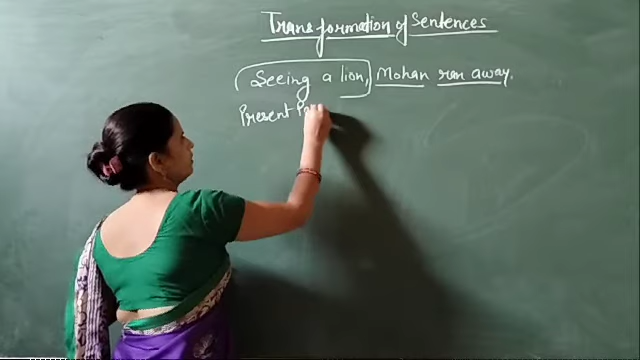 Transformation of Sentences
Seeing a lion, Mohan ran away.
Present